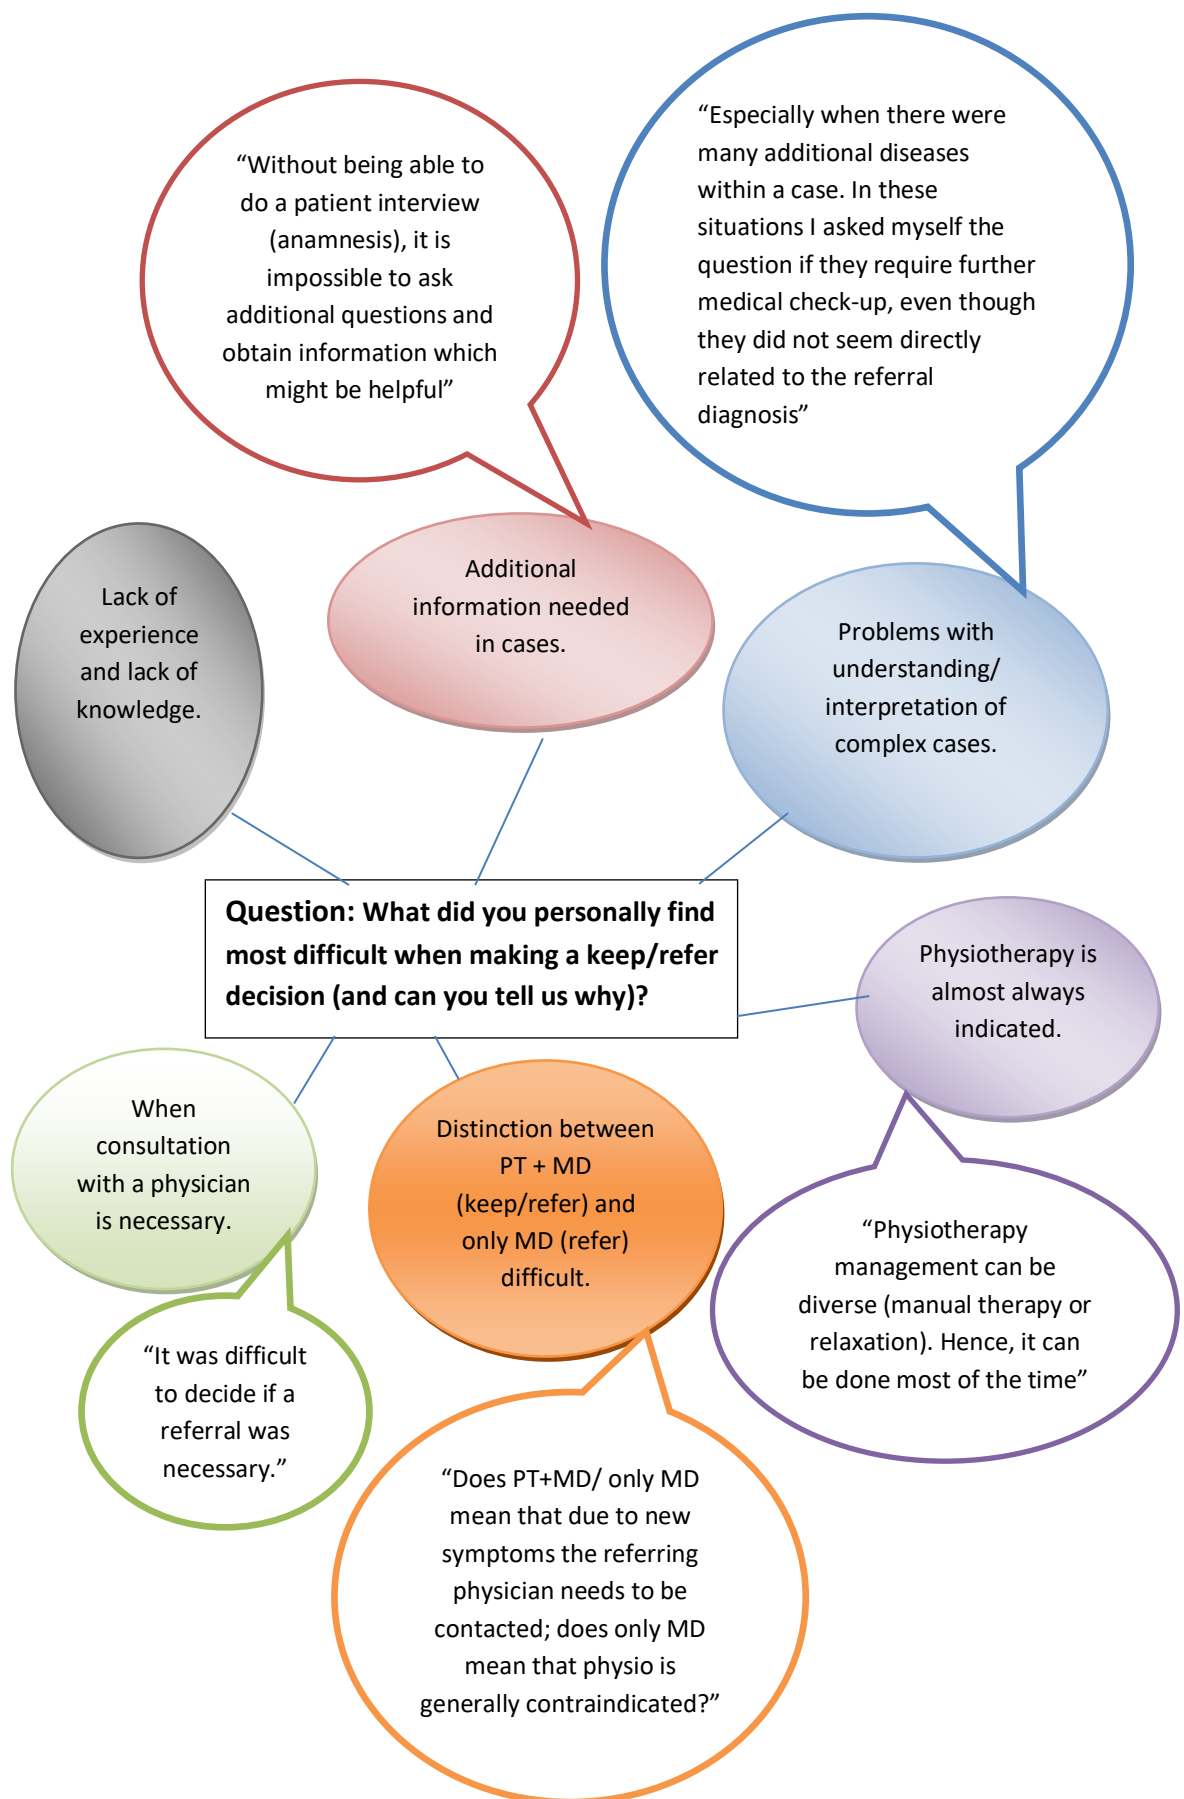 “Without being able to
do a patient interview
(anamnesis), it is
impossible to ask
additional questions and
obtain information which
might be helpful”
“Especially when there were
many additional diseases
within a case. In these
situations I asked myself the
question if they require further
medical check-up, even though
they did not seem directly
related to the referral
diagnosis”
Lack of
experience
and lack of
knowledge.
Additional
information needed
in cases.
Problems with
understanding/
interpretation of
complex cases.
Question: What did you personally find
most difficult when making a keep/refer
decision (and can you tell us why)?
Physiotherapy is
almost always
indicated.
When
consultation
with a physician
is necessary.
Distinction between
PT + MD
(keep/refer) and
only MD (refer)
difficult.
“Physiotherapy
management can be
diverse (manual therapy or
relaxation). Hence, it can
be done most of the time”
“It was difficult
to decide if a
referral was
necessary.”
“Does PT+MD/ only MD
mean that due to new
symptoms the referring
physician needs to be
contacted; does only MD
mean that physio is
generally contraindicated?”